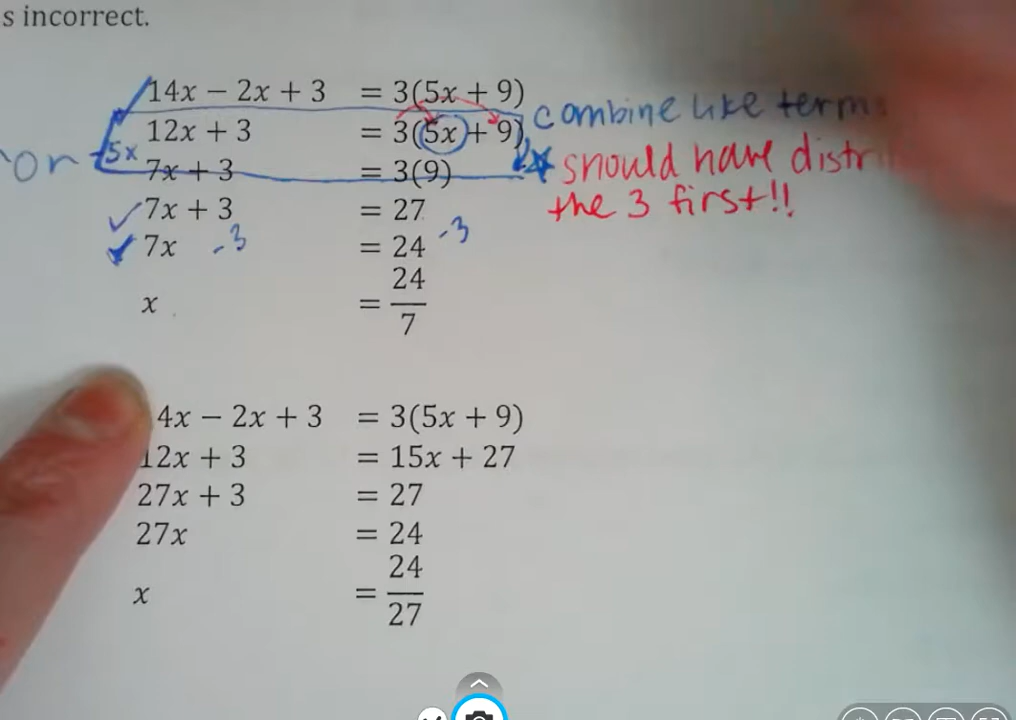 s incorrect.
14x − 2x + 3 = 3(5x + 9)
combine like terms
12x + 3 = 3(5x + 9)
or -5x
7x + 3 = 3(9)
* should have
the 3 first!!
✓ 7x + 3 = 27
✓ 7x -3 = 24 -3
x = 24/7
4x − 2x + 3 = 3(5x + 9)
12x + 3 = 15x + 27
27x + 3 = 27
27x = 24
x = 24/27